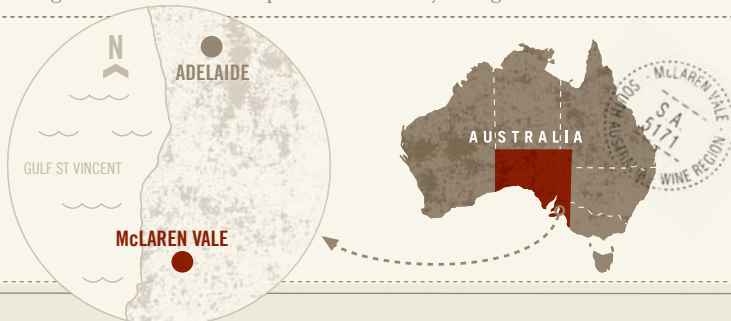 N
ADELAIDE
GULF ST VINCENT
McLAREN VALE
AUSTRALIA
McLAREN VALE
WINE REGION
S.A.
5171